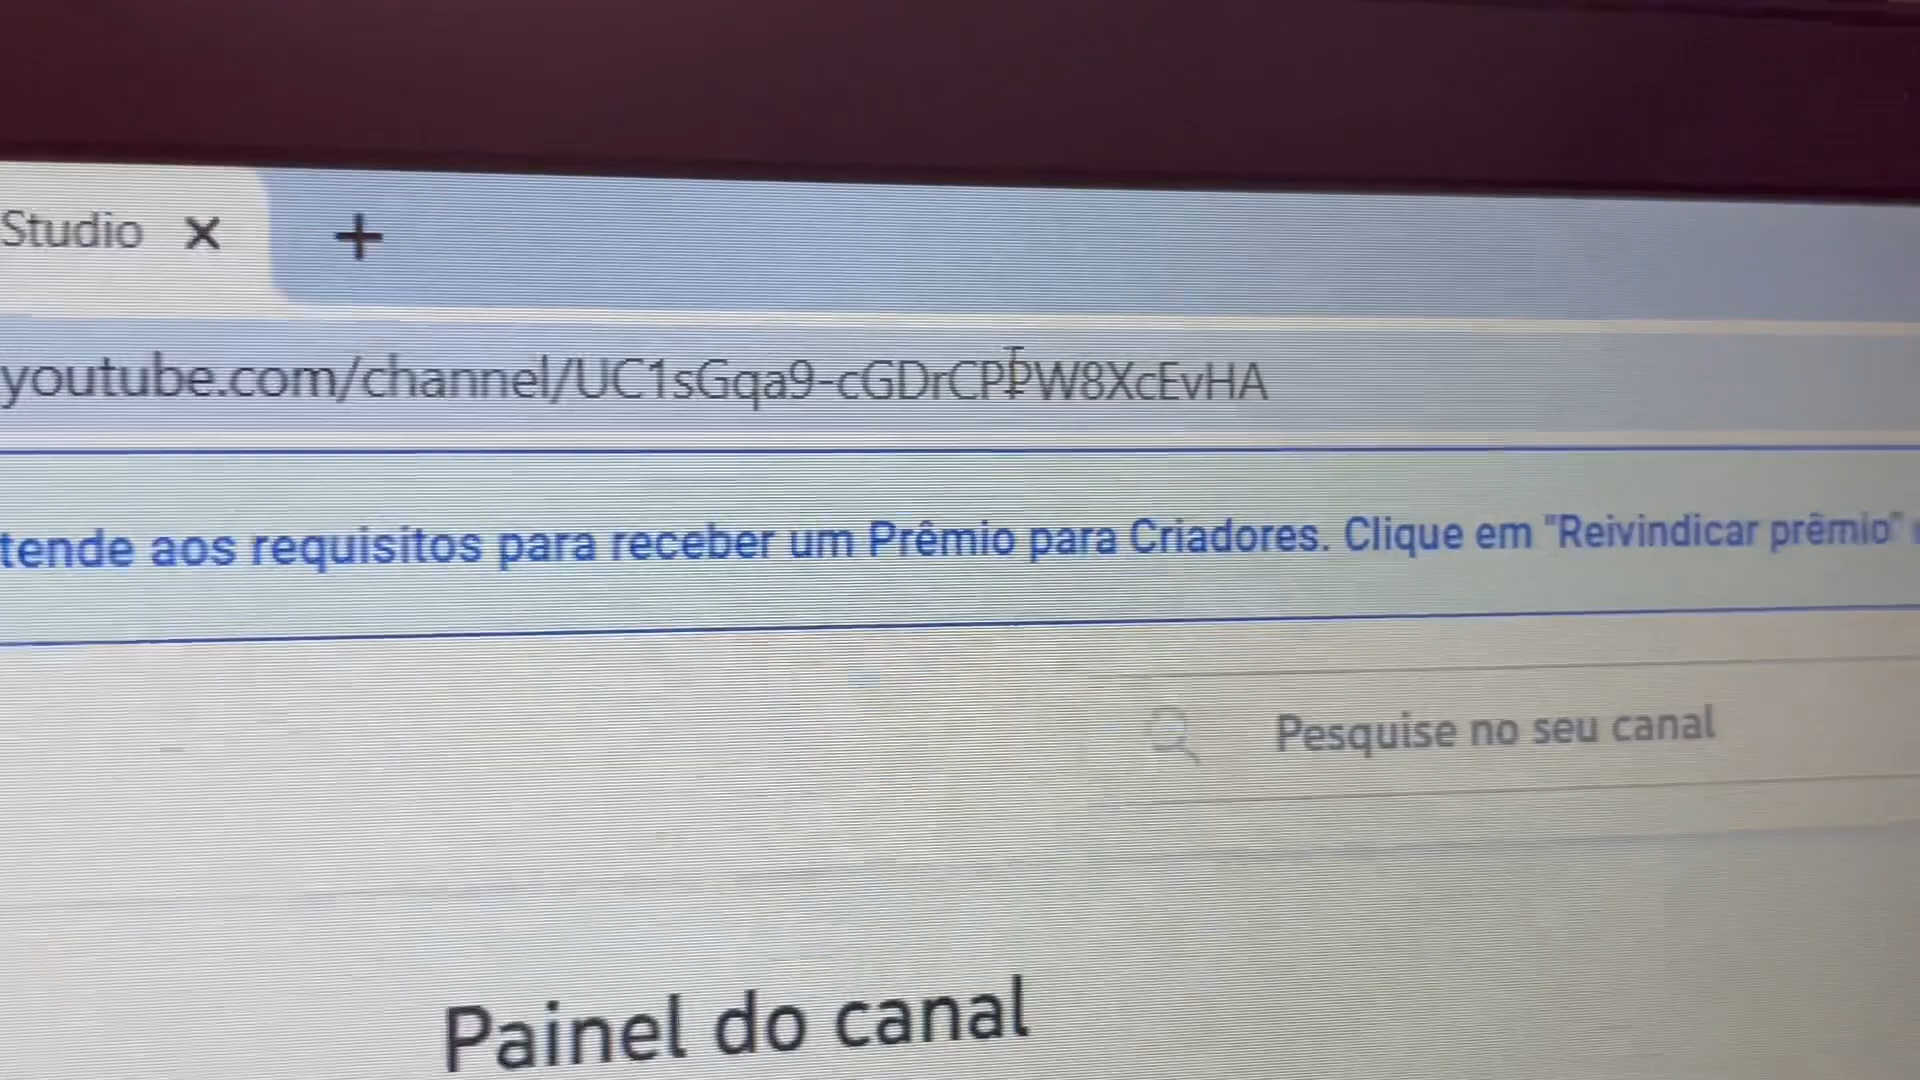 Studio
youtube.com/channel/UC1sGqa9-cGDrCPPW8XcEvHA
tende aos requisitos para receber um Prêmio para Criadores. Clique em "Reivindicar prêmio"
Pesquise no seu canal
Painel do canal